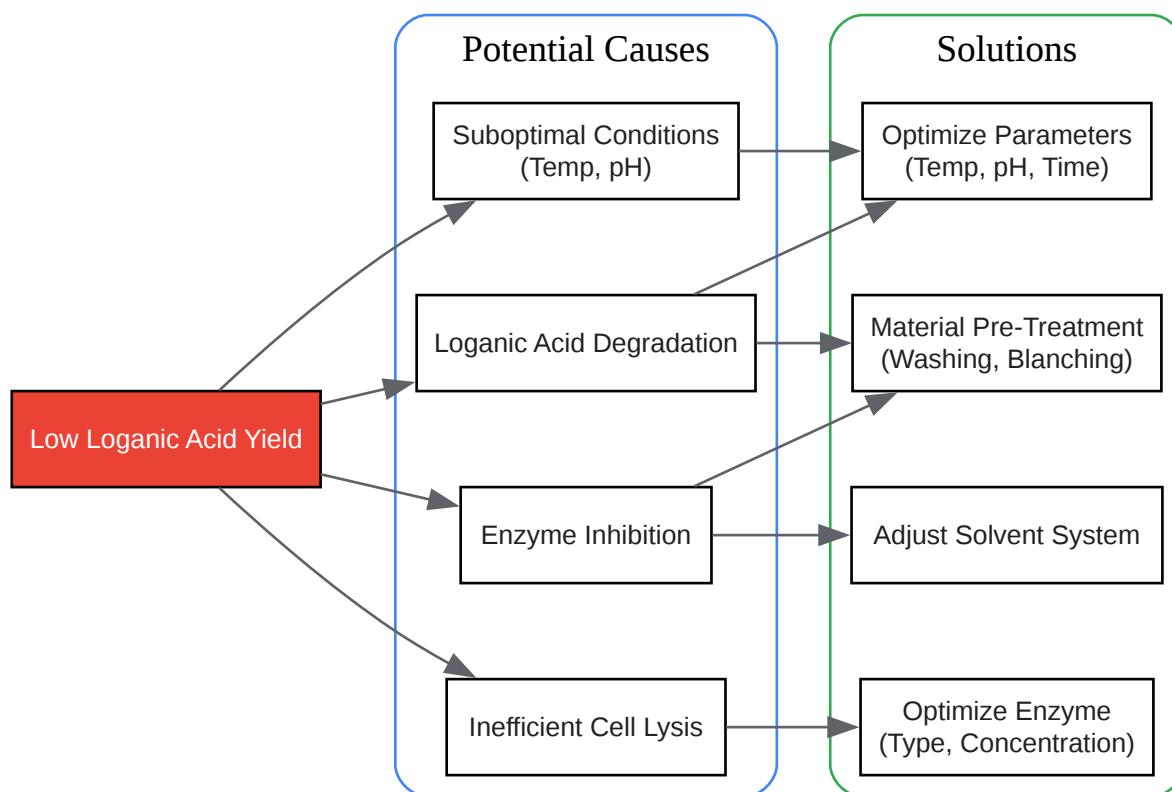 Potential Causes
Solutions
Suboptimal Conditions
(Temp, pH)
Optimize Parameters
(Temp, pH, Time)
Loganic Acid Degradation
Material Pre-Treatment
(Washing, Blanching)
Low Loganic Acid Yield
Enzyme Inhibition
Adjust Solvent System
Inefficient Cell Lysis
Optimize Enzyme
(Type, Concentration)